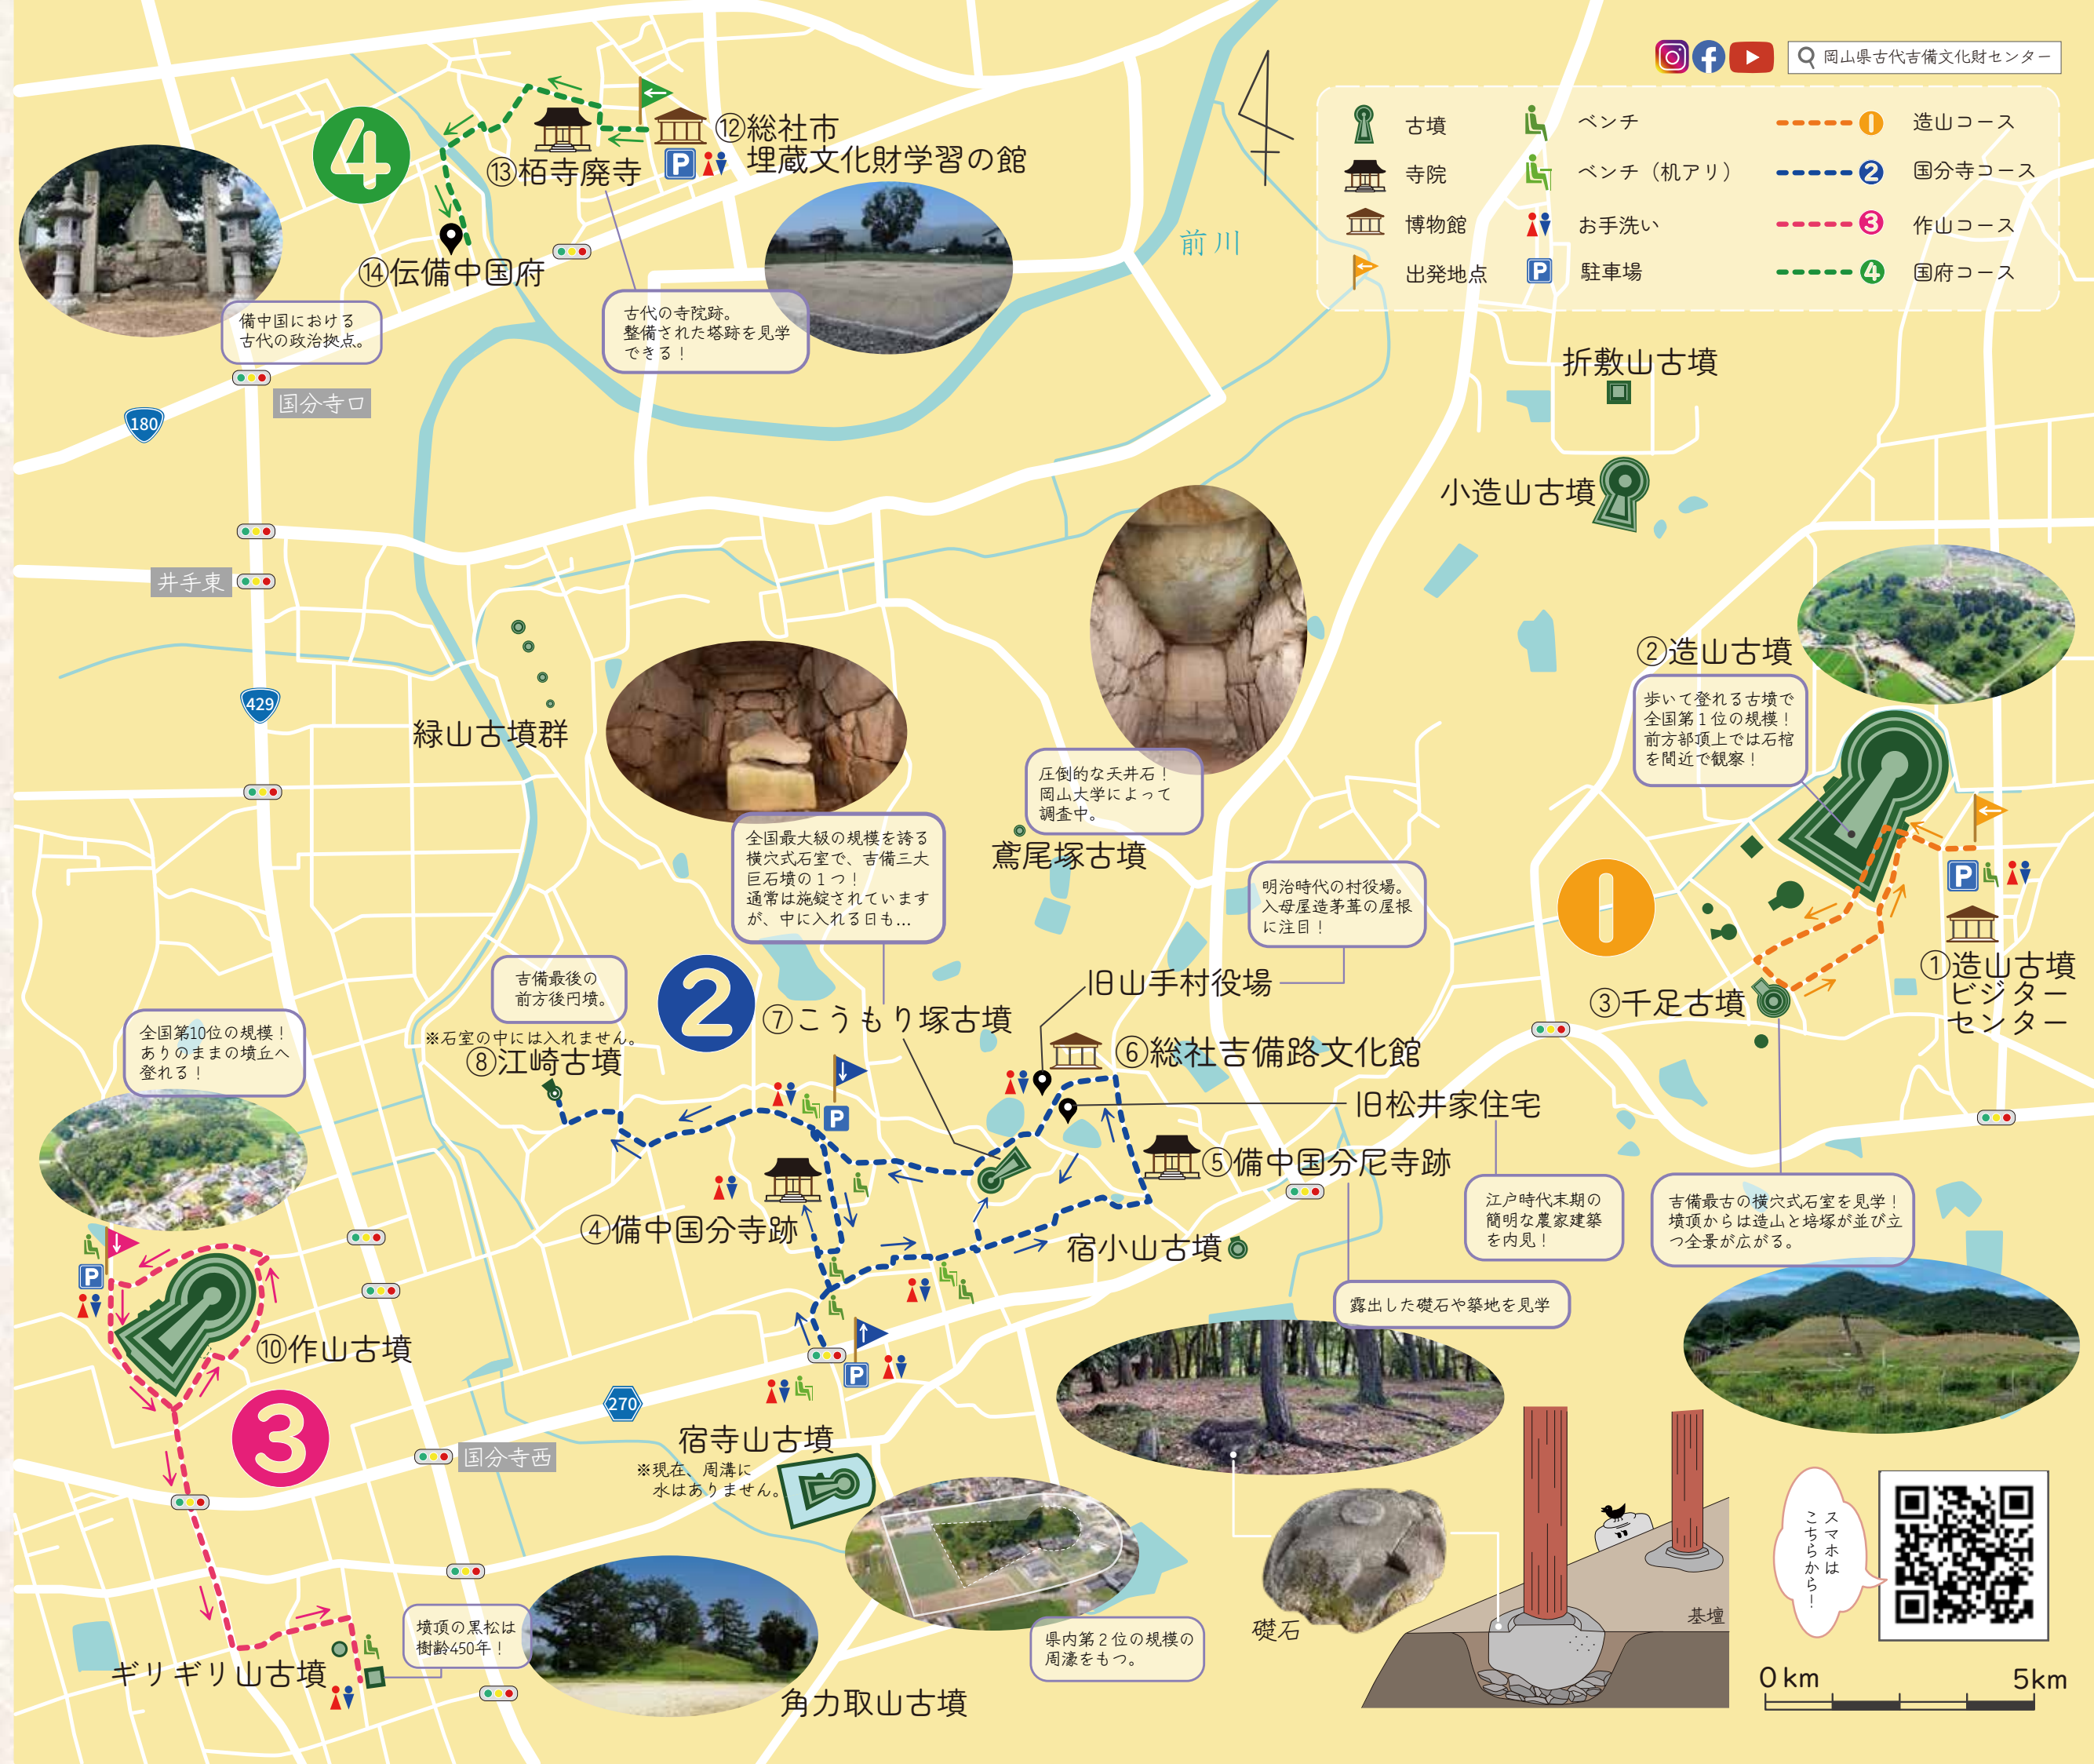 岡山県古代吉備文化財センター
古墳
寺院
博物館
出発地点
ベンチ
ベンチ（机アリ）
お手洗い
P
駐車場
1
造山コース
2
国分寺コース
3
作山コース
4
国府コース
4
⑫総社市
埋蔵文化財学習の館
P
⑬栢寺廃寺
⑭伝備中国府
備中国における
古代の政治拠点。
古代の寺院跡。
整備された塔跡を見学
できる！
前川
国分寺口
180
井手東
429
折敷山古墳
小造山古墳
②造山古墳
歩いて登れる古墳で
全国第１位の規模！
前方部頂上では石棺
を間近で観察！
緑山古墳群
圧倒的な天井石！
岡山大学によって
調査中。
鳶尾塚古墳
全国最大級の規模を誇る
横穴式石室で、吉備三大
巨石墳の１つ！
通常は施錠されています
が、中に入れる日も…
明治時代の村役場。
入母屋造茅葺の屋根
に注目！
1
P
①造山古墳
ビジター
センター
③千足古墳
吉備最後の
前方後円墳。
※石室の中には入れません。
⑧江崎古墳
2
⑦こうもり塚古墳
旧山手村役場
⑥総社吉備路文化館
旧松井家住宅
P
⑤備中国分尼寺跡
④備中国分寺跡
宿小山古墳
江戸時代末期の
簡明な農家建築
を内見！
吉備最古の横穴式石室を見学！
墳頂からは造山と培塚が並び立
つ全景が広がる。
露出した礎石や築地を見学
全国第10位の規模！
ありのままの墳丘へ
登れる！
P
⑩作山古墳
3
P
270
国分寺西
宿寺山古墳
※現在、周溝に
水はありません。
県内第２位の規模の
周濠をもつ。
墳頂の黒松は
樹齢450年！
ギリギリ山古墳
角力取山古墳
礎石
基壇
スマホは
こちらから！
0km
5km